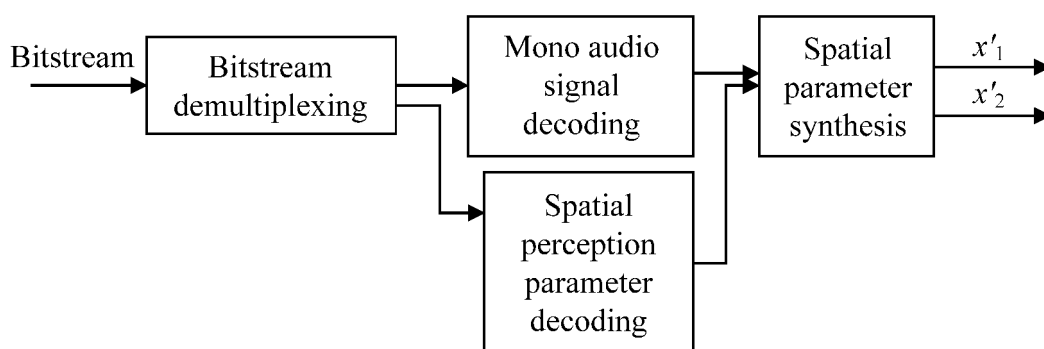 Bitstream
Bitstream
demultiplexing
Mono audio
signal
decoding
Spatial
perception
parameter
decoding
Spatial
parameter
synthesis
x′₁
x′₂